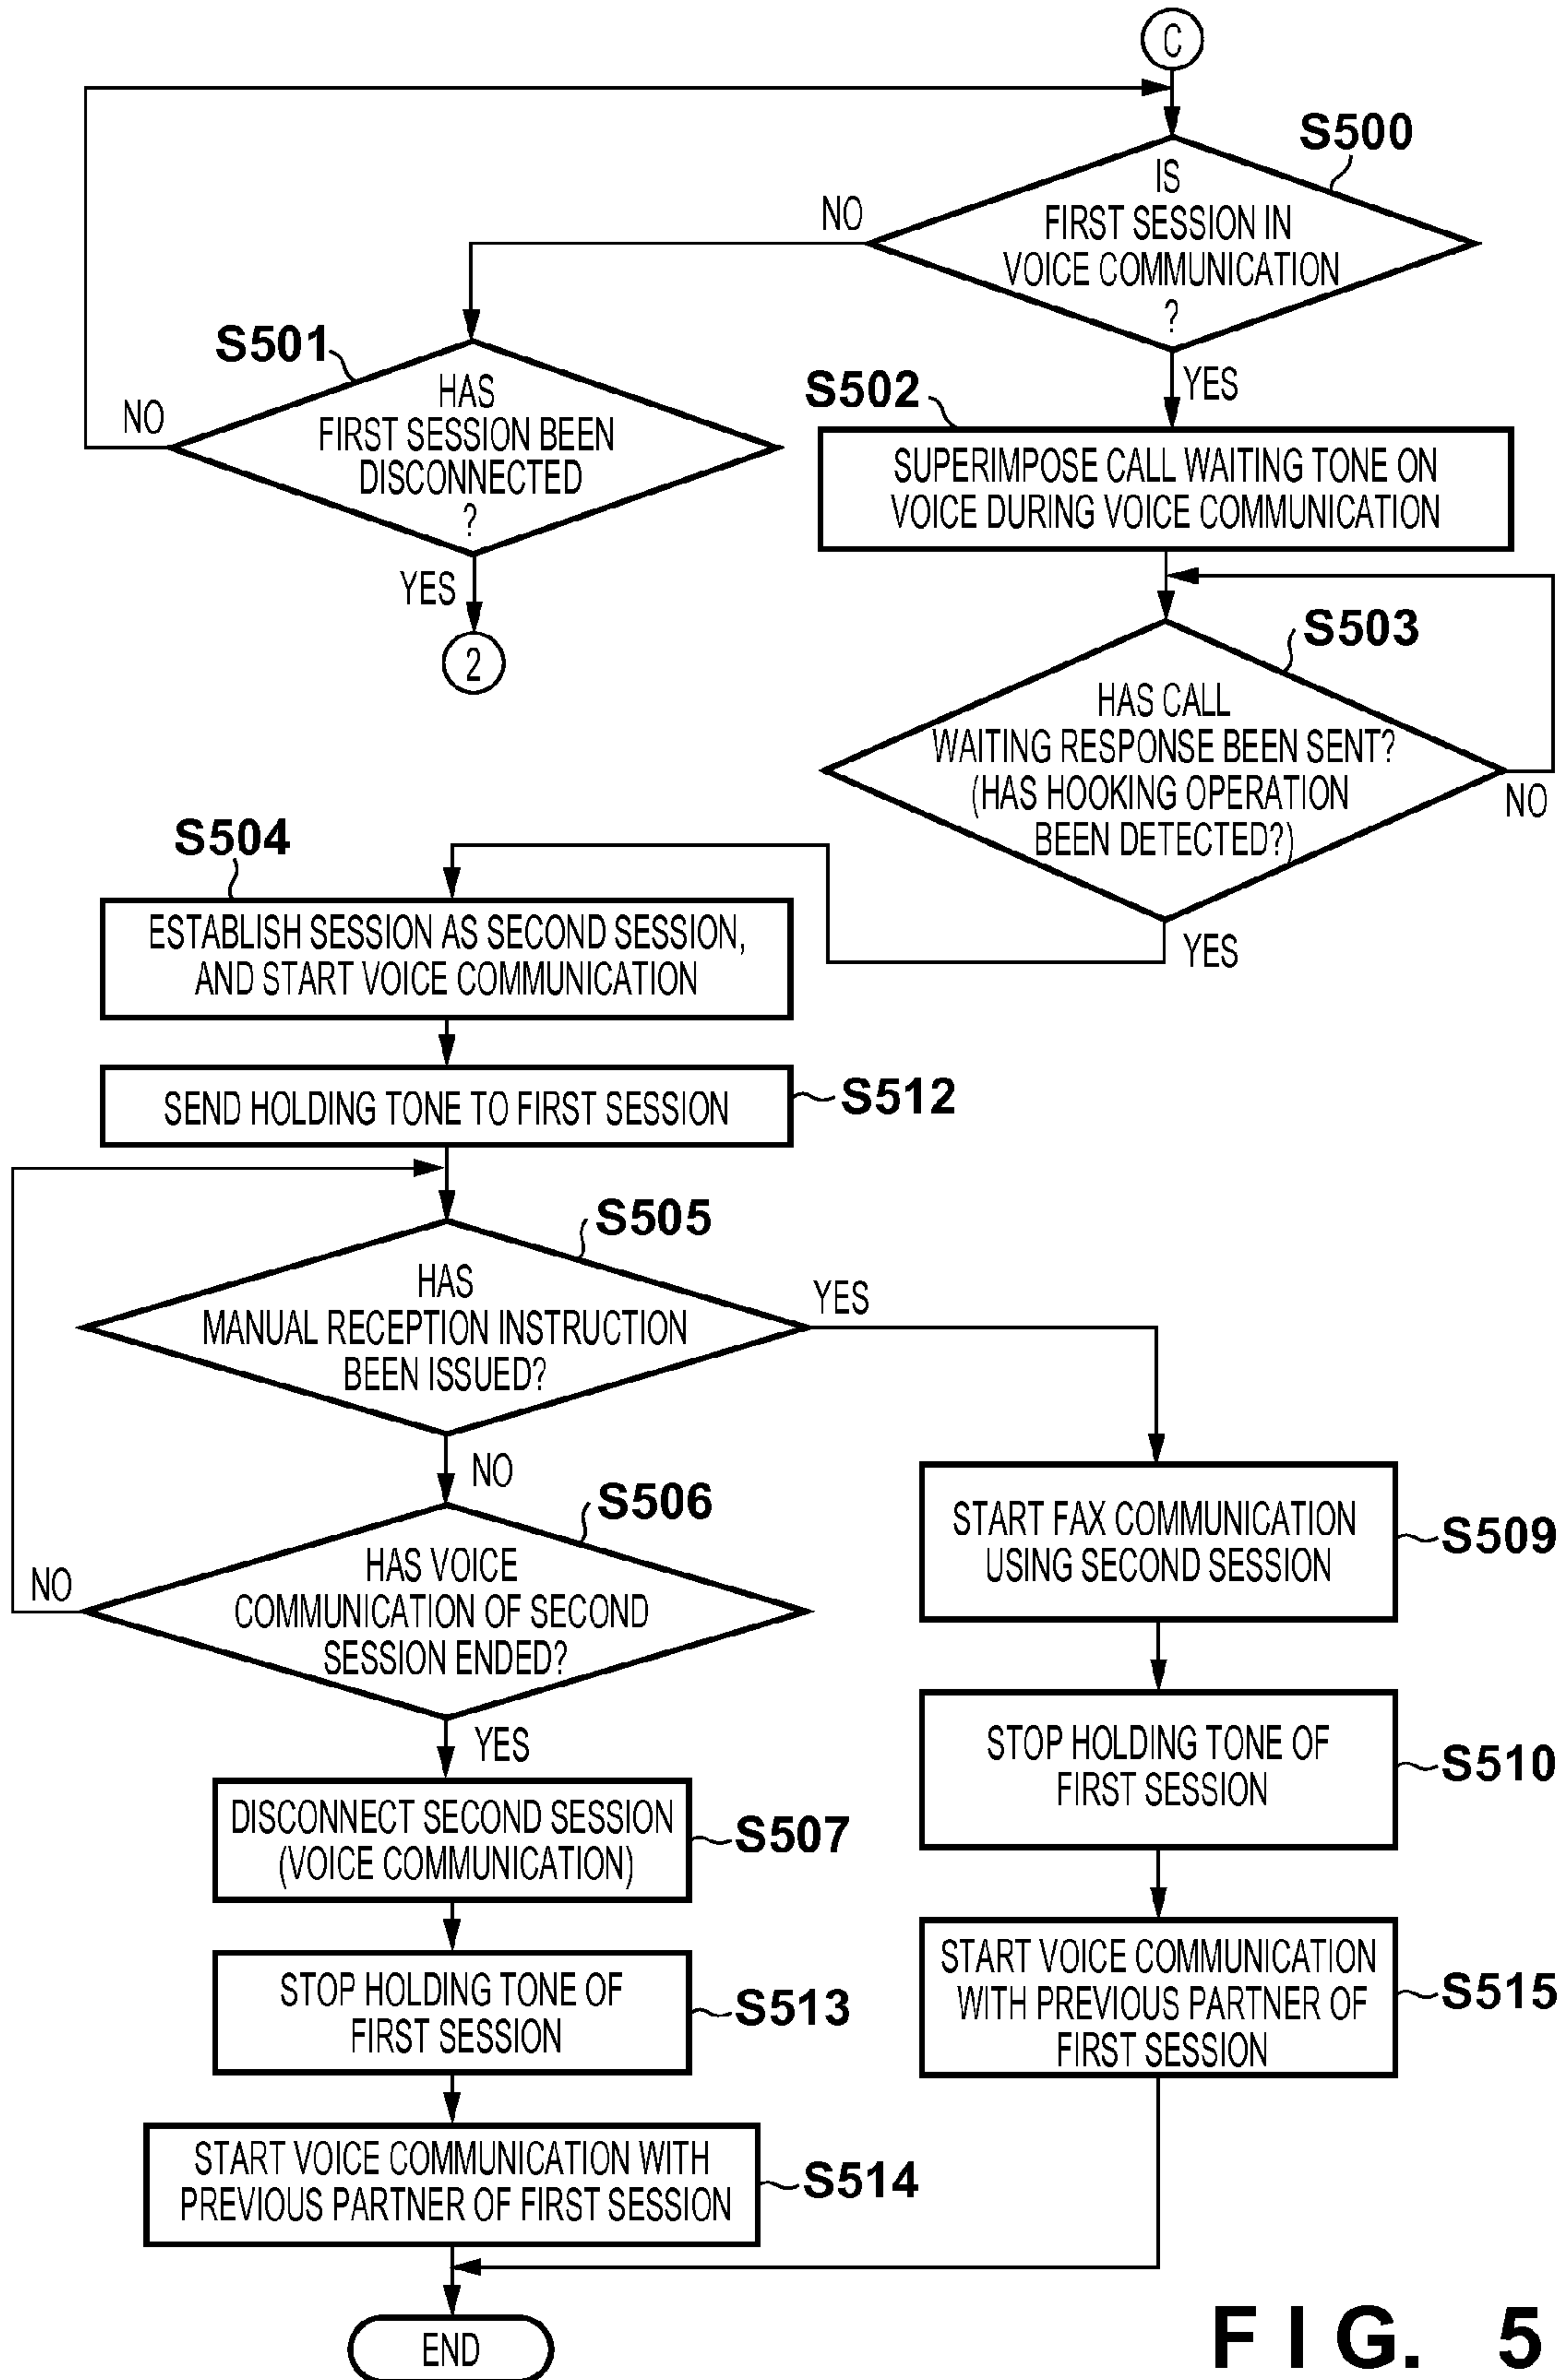 C
S500
IS
FIRST SESSION IN
VOICE COMMUNICATION
?
NO
YES
S501
HAS
FIRST SESSION BEEN
DISCONNECTED
?
NO
YES
2
S502
SUPERIMPOSE CALL WAITING TONE ON
VOICE DURING VOICE COMMUNICATION
S503
HAS CALL
WAITING RESPONSE BEEN SENT?
(HAS HOOKING OPERATION
BEEN DETECTED?)
NO
YES
S504
ESTABLISH SESSION AS SECOND SESSION,
AND START VOICE COMMUNICATION
SEND HOLDING TONE TO FIRST SESSION
S512
S505
HAS
MANUAL RECEPTION INSTRUCTION
BEEN ISSUED?
YES
NO
S506
HAS VOICE
COMMUNICATION OF SECOND
SESSION ENDED?
NO
YES
DISCONNECT SECOND SESSION
(VOICE COMMUNICATION)
S507
STOP HOLDING TONE OF
FIRST SESSION
S513
START VOICE COMMUNICATION WITH
PREVIOUS PARTNER OF FIRST SESSION
S514
START FAX COMMUNICATION
USING SECOND SESSION
S509
STOP HOLDING TONE OF
FIRST SESSION
S510
START VOICE COMMUNICATION
WITH PREVIOUS PARTNER OF
FIRST SESSION
S515
END
FIG. 5